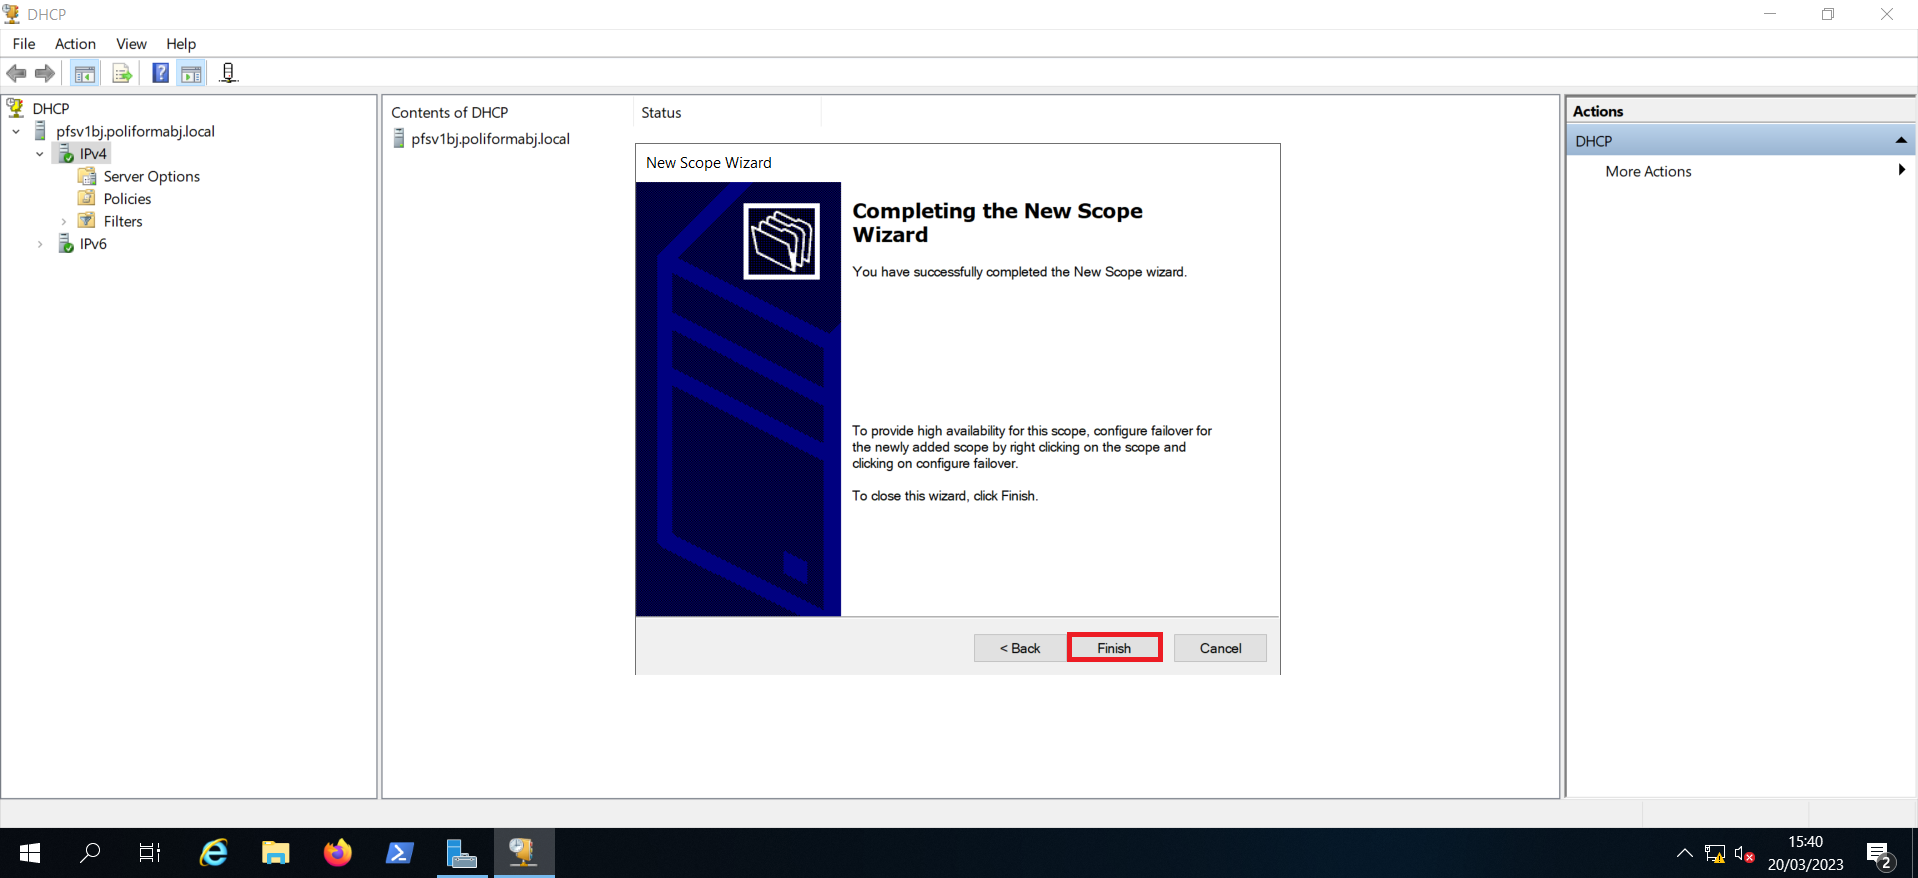 DHCP
File Action View Help
DHCP
pfsv1bj.poliformabj.local
IPv4
Server Options
Policies
Filters
IPv6
Contents of DHCP Status
pfsv1bj.poliformabj.local
New Scope Wizard
Completing the New Scope
Wizard
You have successfully completed the New Scope wizard.
To provide high availability for this scope, configure failover for
the newly added scope by right clicking on the scope and
clicking on configure failover.
To close this wizard, click Finish.
< Back Finish Cancel
Actions
DHCP
More Actions
15:40
20/03/2023
2